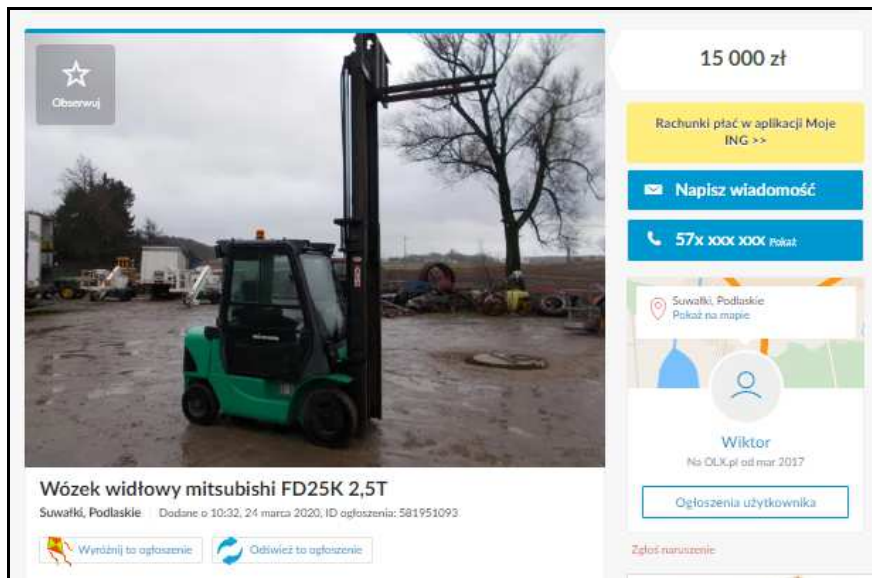 Obserwuj
15 000 zł
Rachunki płać w aplikacji Moje
ING >>
Napisz wiadomość
57x xxx xxx Pokaż
Suwałki, Podlaskie
Pokaż na mapie
Wiktor
Na OLX.pl od mar 2017
Ogłoszenia użytkownika
Zgłoś naruszenie
Wózek widłowy mitsubishi FD25K 2,5T
Suwałki, Podlaskie Dodane o 10:32, 24 marca 2020, ID ogłoszenia: 581951093
Wyróżnij to ogłoszenie Odśwież to ogłoszenie